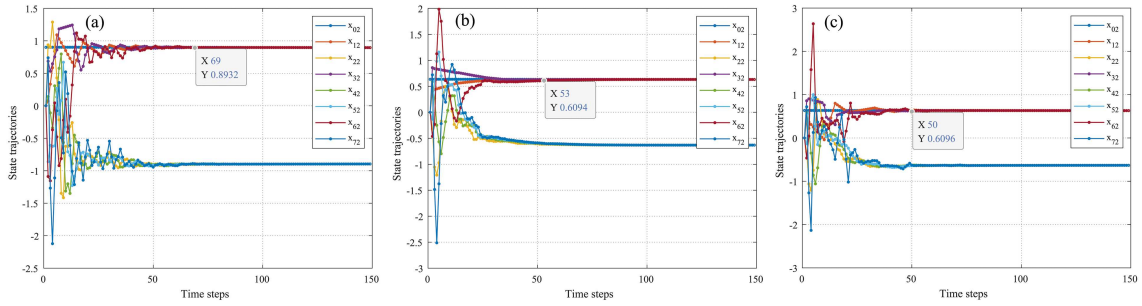 (a)
1.5
1
0.5
0
-0.5
-1
-1.5
-2
-2.5
State trajectories
0
50
100
150
Time steps
x02
x12
x22
x32
x42
x52
x62
x72
X 69
Y 0.8932
(b)
2
1.5
1
0.5
0
-0.5
-1
-1.5
-2
-2.5
-3
State trajectories
0
50
100
150
Time steps
x02
x12
x22
x32
x42
x52
x62
x72
X 53
Y 0.6094
(c)
3
2
1
0
-1
-2
-3
State trajectories
0
50
100
150
Time steps
x02
x12
x22
x32
x42
x52
x62
x72
X 50
Y 0.6096